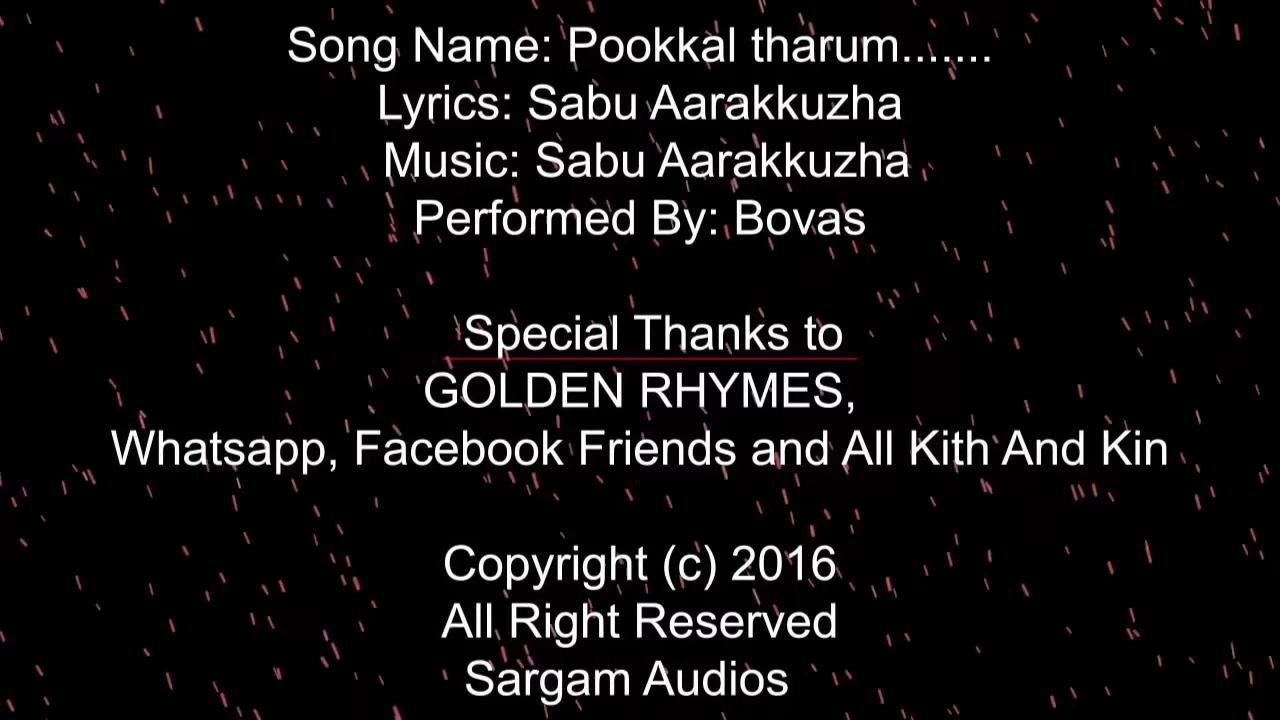 Song Name: Pookkal tharum.......
Lyrics: Sabu Aarakkuzha
Music: Sabu Aarakkuzha
Performed By: Bovas
Special Thanks to
GOLDEN RHYMES,
Whatsapp, Facebook Friends and All Kith And Kin
Copyright (c) 2016
All Right Reserved
Sargam Audios